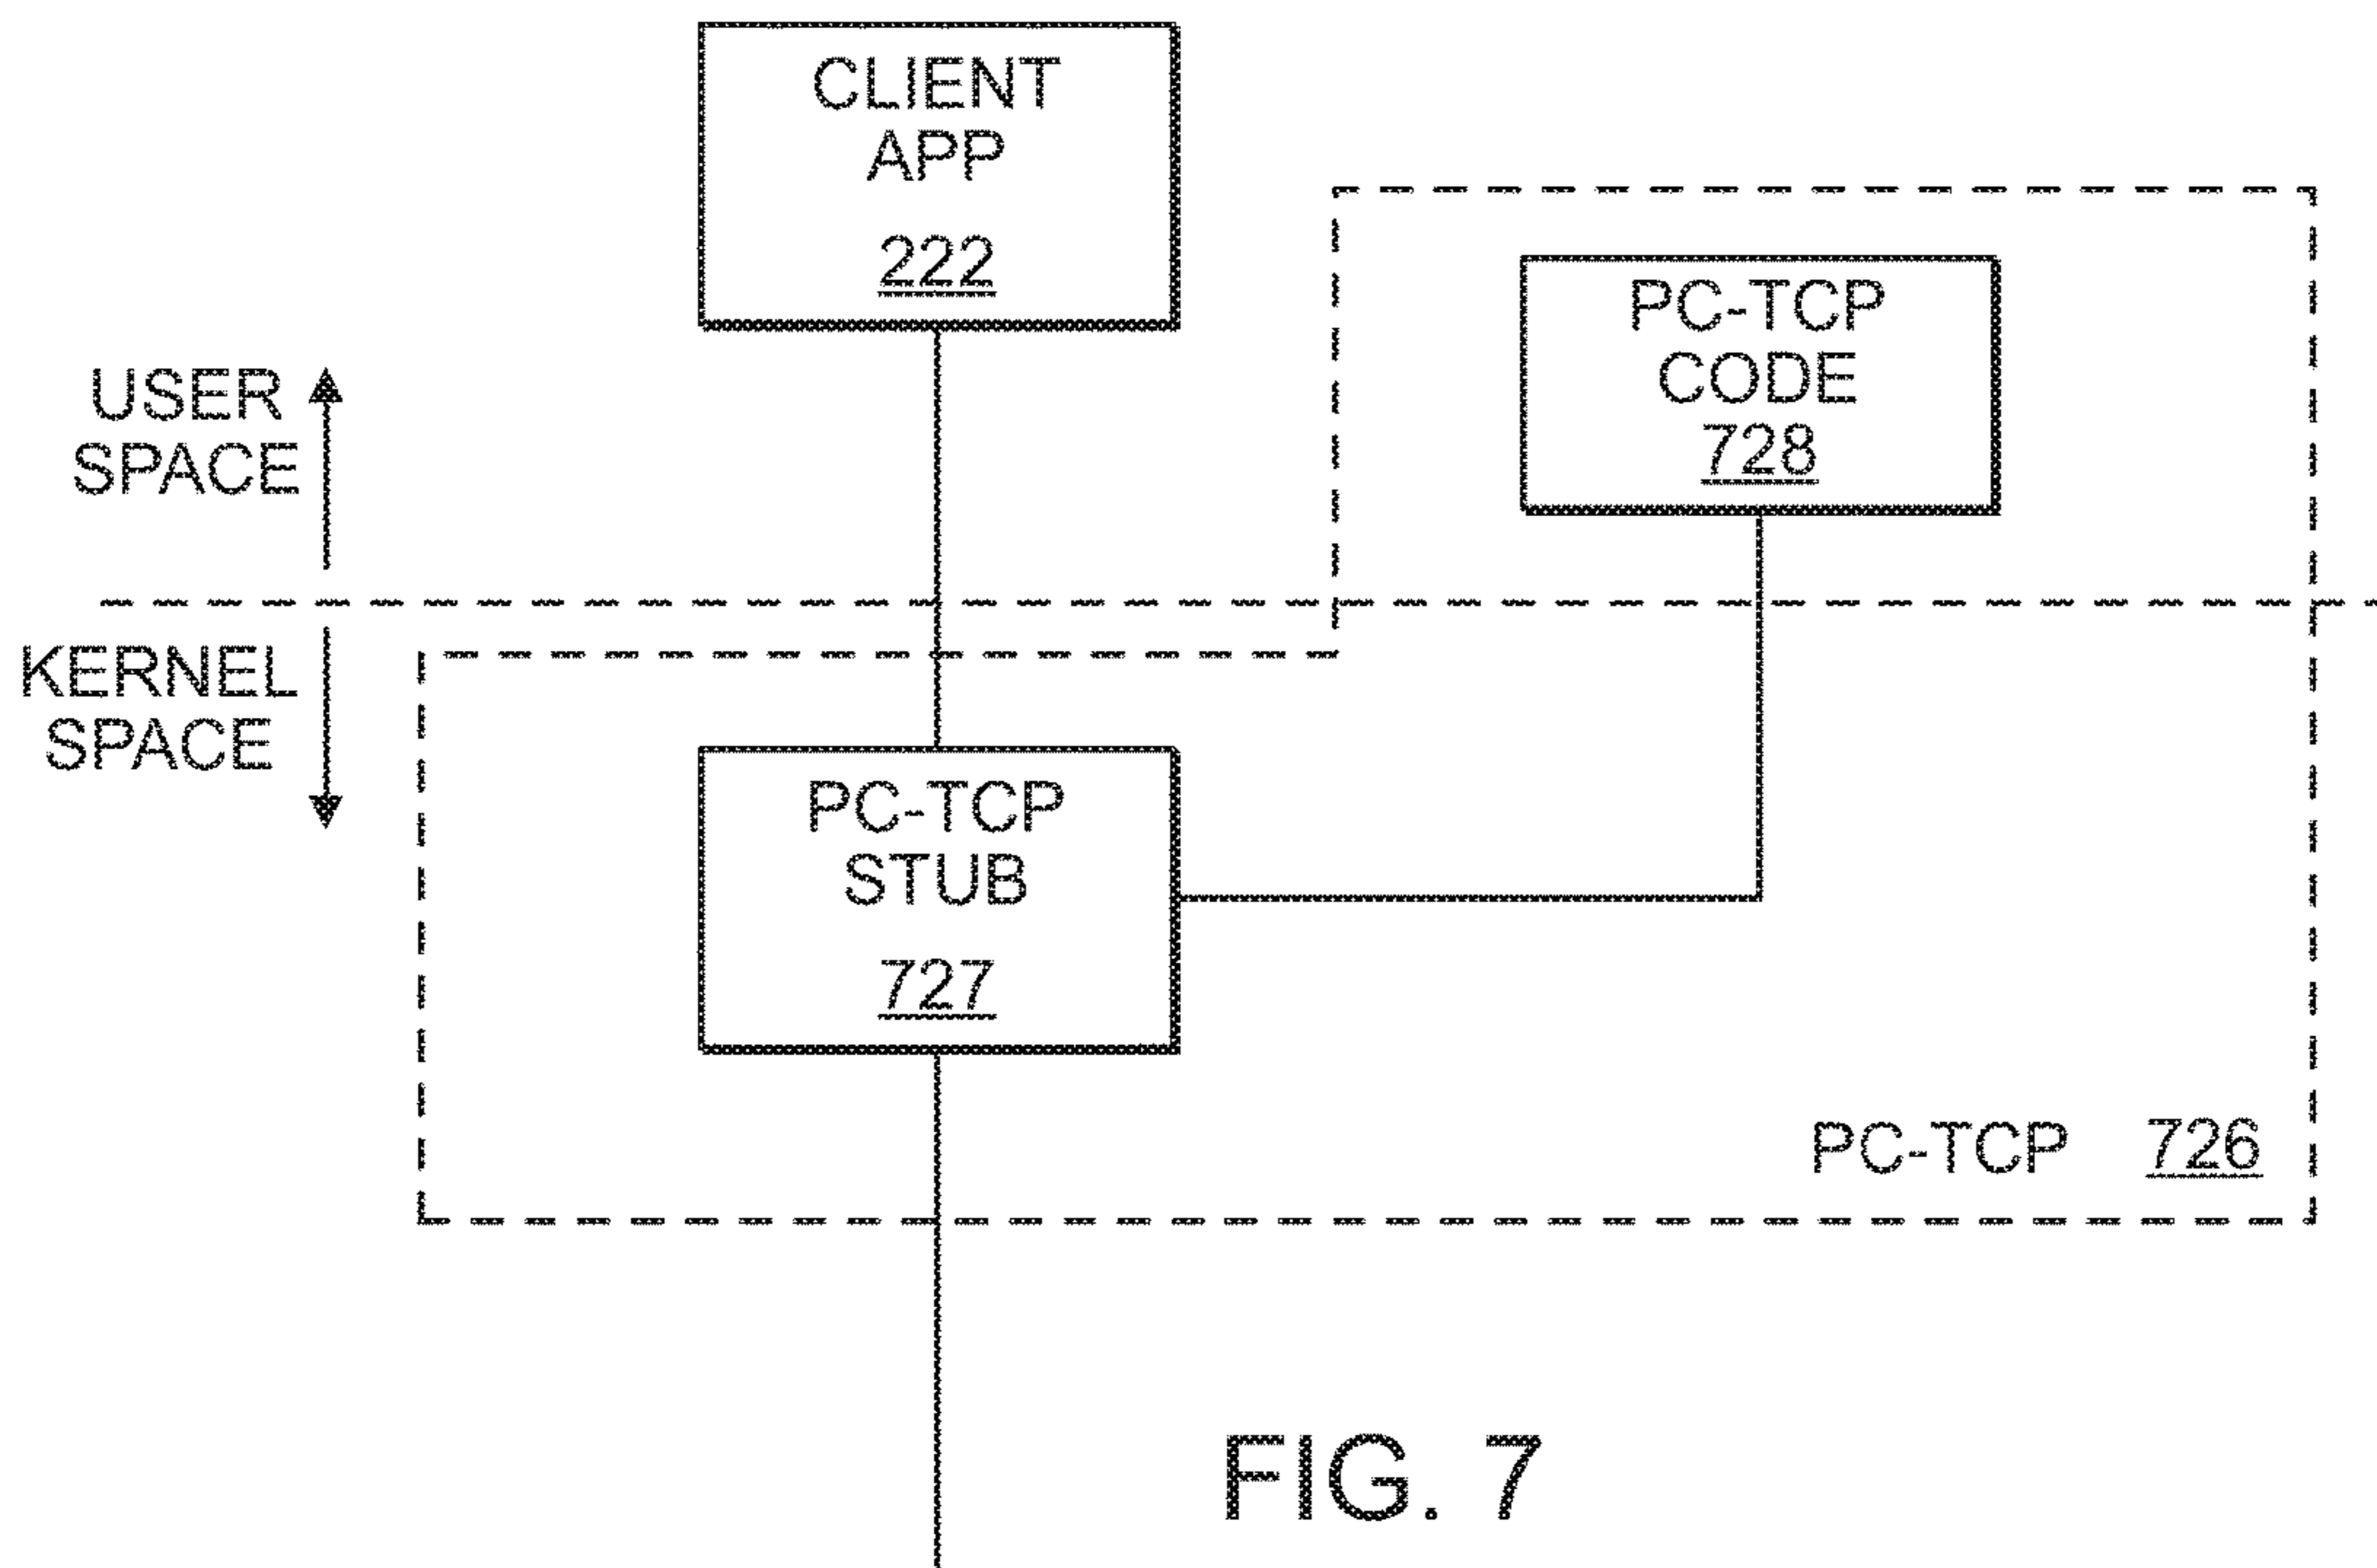 CLIENT
APP
222
PC-TCP
CODE
728
USER
SPACE
KERNEL
SPACE
PC-TCP
STUB
727
PC-TCP 726
FIG. 7